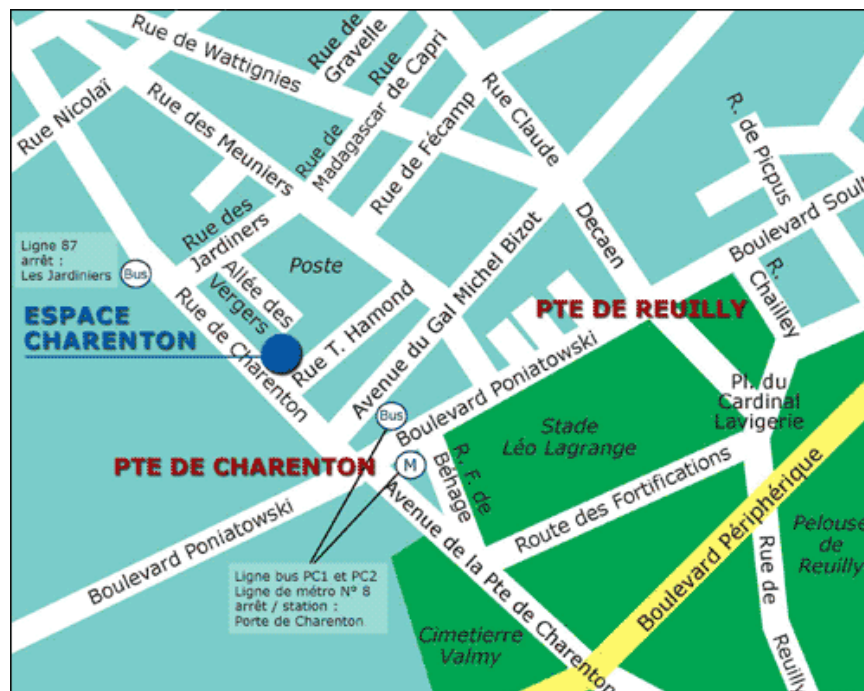 Rue de Wattignies
Rue de
Gravelle
Rue
de Capri
Rue de
Madagascar
Rue Nicolaï
Rue des Meuniers
Rue de Fécamp
Rue Claude
Decaen
R. de Picpus
Boulevard Soult
Rue des
Jardiners
Ligne 87
arrêt :
Les Jardiniers
Bus
Poste
Allée des
Vergers
Avenue du Gal Michel Bizot
R.
Chailley
ESPACE
CHARENTON
Rue T. Hamond
Rue de Charenton
PTE DE REUILLY
Boulevard Poniatowski
Bus
Stade
Léo Lagrange
Pl. du
Cardinal
Lavigerie
PTE DE CHARENTON
M
R. F. de
Béhage
Route des Fortifications
Boulevard Périphérique
Pelouse
de
Reuilly
Boulevard Poniatowski
Avenue de la Pte de Charenton
Rue de
Reuilly
Ligne bus PC1 et PC2
Ligne de métro N° 8
arrêt / station :
Porte de Charenton
Cimetierre
Valmy